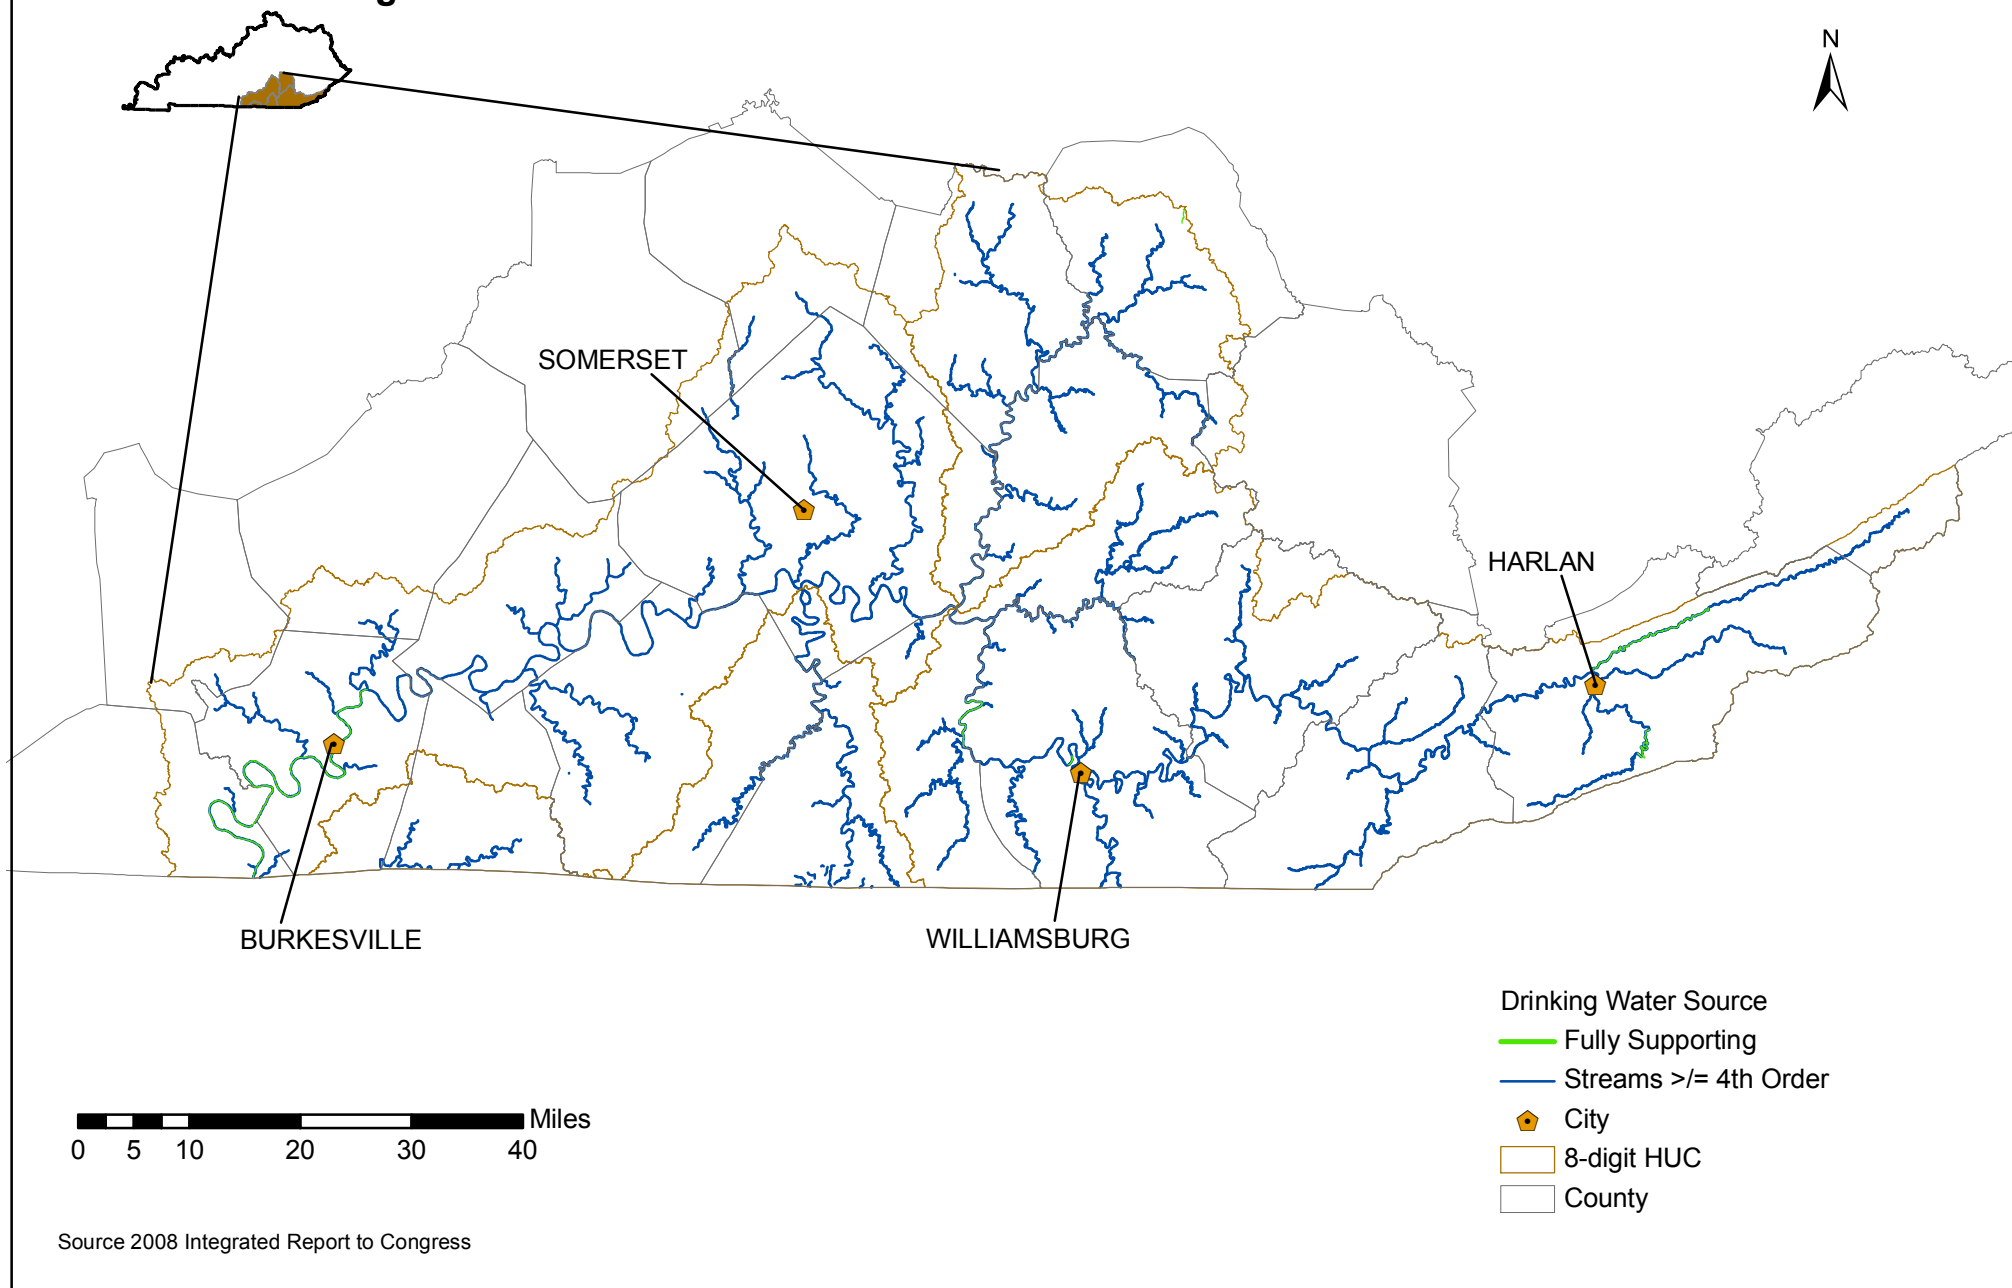 N
SOMERSET
HARLAN
BURKESVILLE
WILLIAMSBURG
Drinking Water Source
Fully Supporting
Streams >/= 4th Order
City
8-digit HUC
County
Miles
0 5 10 20 30 40
Source 2008 Integrated Report to Congress